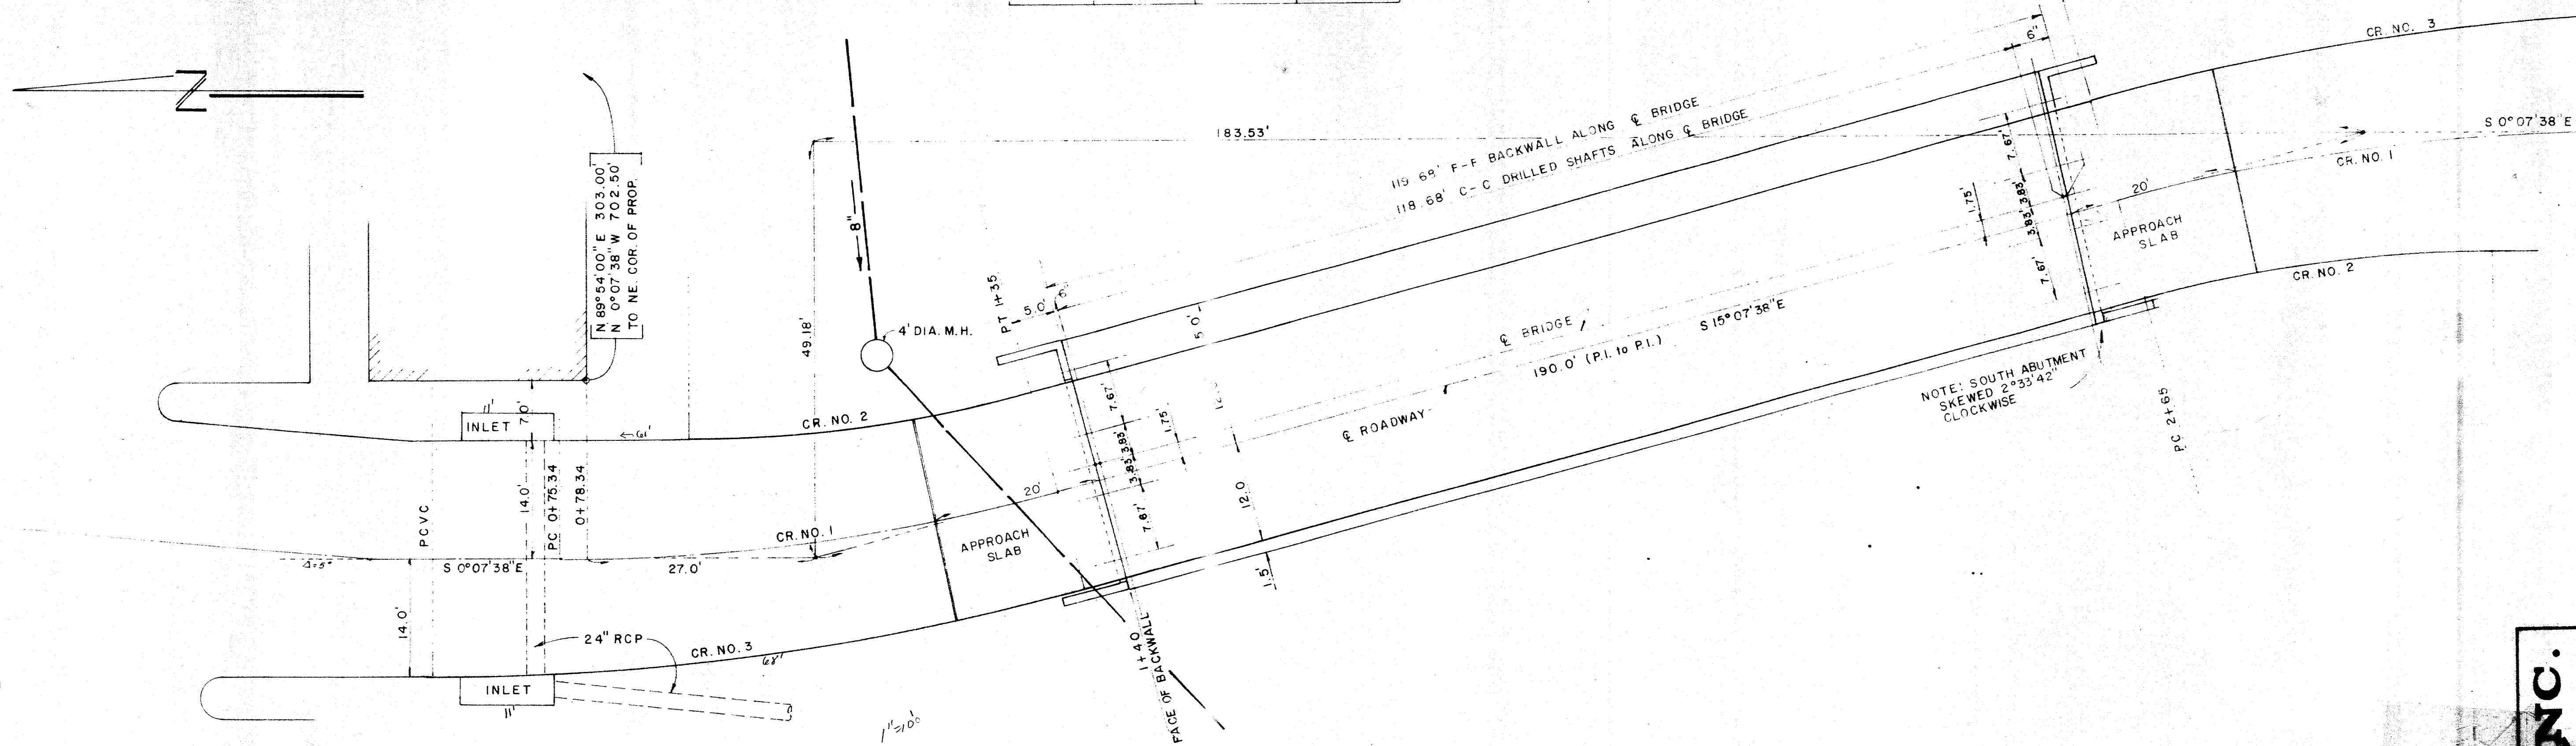 N
N 89°54'00"E 303.00'
N 0°07'38"W 702.50'
TO NE. COR. OF PROP.
8"
4' DIA. M.H.
49.18'
183.53'
119.68' F-F BACKWALL ALONG ℄ BRIDGE
118.68' C-C DRILLED SHAFTS ALONG ℄ BRIDGE
6"
CR. NO. 3
S 0°07'38"E
CR. NO. 1
20'
APPROACH
SLAB
CR. NO. 2
7.67'
1.75'
3.83'
3.83'
7.67'
PT 1+35
5.0'
6"
5.0'
℄ BRIDGE
190.0' (P.I. to P.I.)
S 15°07'38"E
℄ ROADWAY
NOTE: SOUTH ABUTMENT
SKEWED 2°33'42"
CLOCKWISE
PC 2+65
11'
INLET
7.0'
61'
CR. NO. 2
7.67'
3.83'
3.83'
1.75'
7.67'
12.0
1.5'
PCVC
14.0'
PC 0+75.34
0+78.34
20'
CR. NO. 1
APPROACH
SLAB
Δ=5°
S 0°07'38"E
27.0'
14.0'
24" RCP
CR. NO. 3
68'
INLET
11'
1"=10'
1+40
FACE OF BACKWALL
NC.